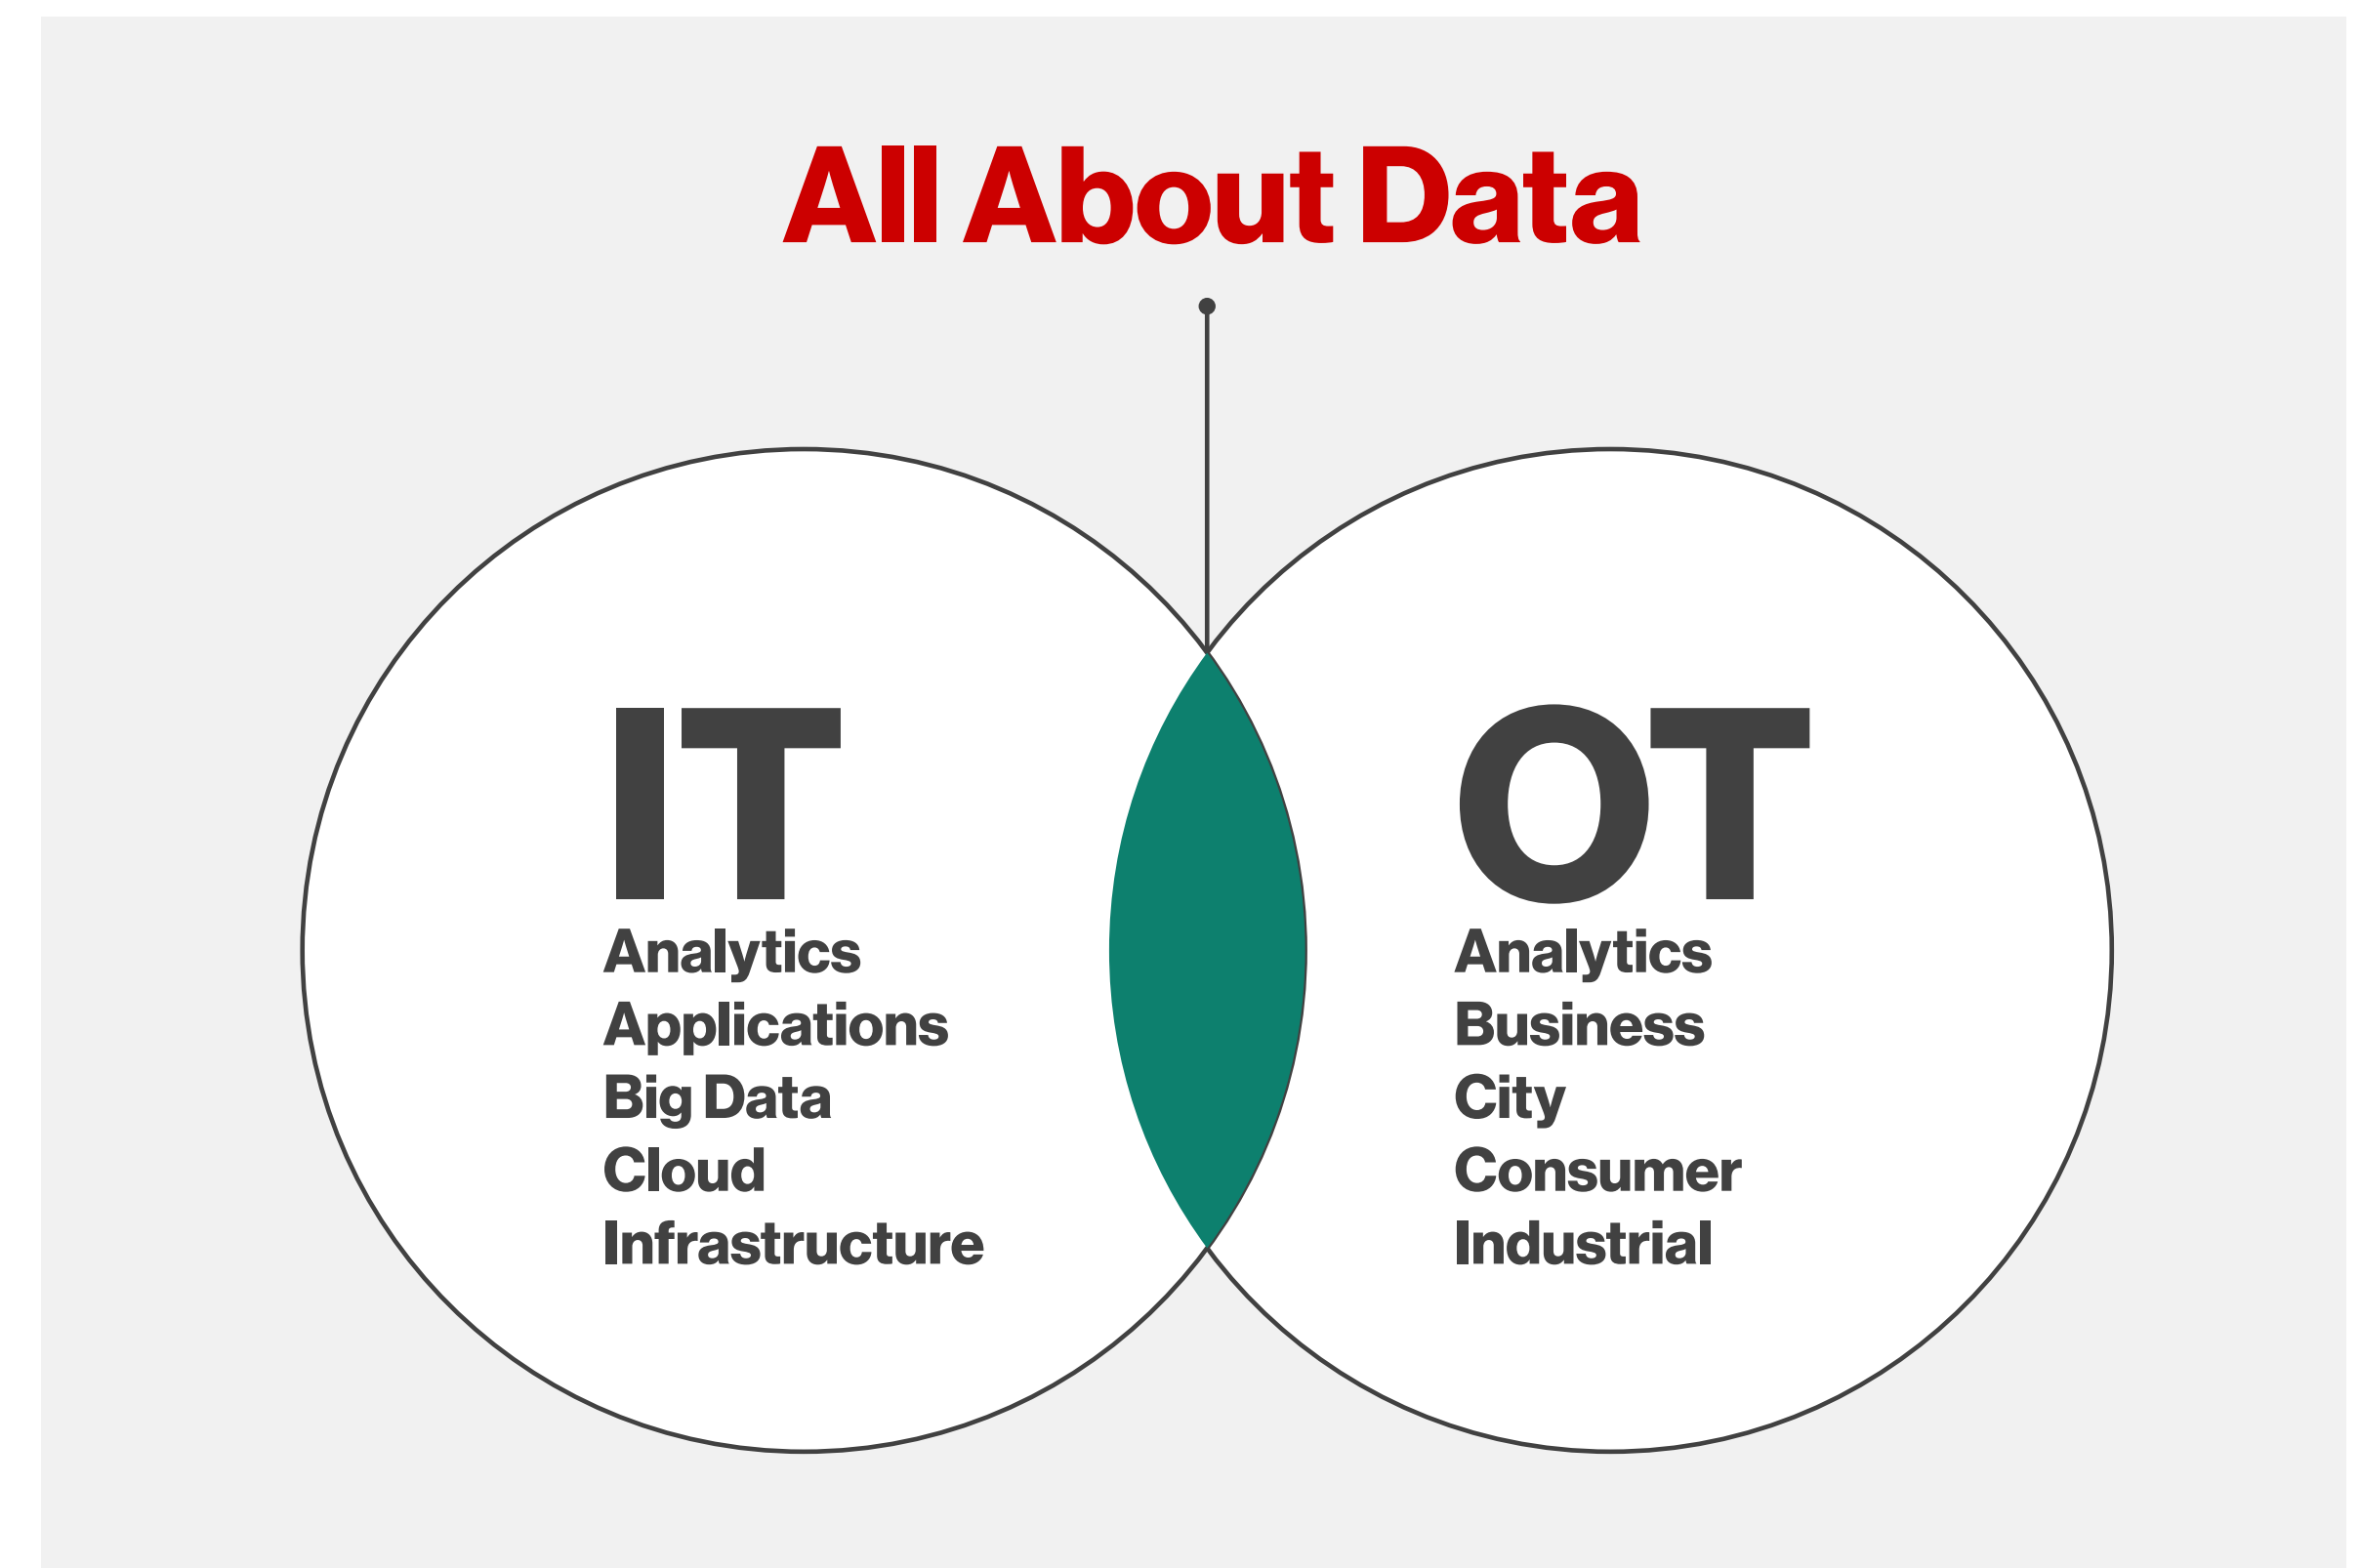 All About Data
IT
Analytics
Applications
Big Data
Cloud
Infrastructure
OT
Analytics
Business
City
Consumer
Industrial